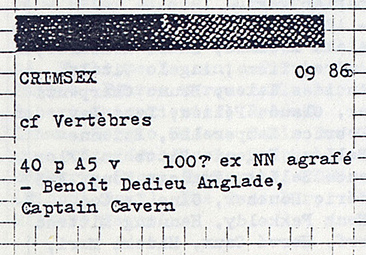 CRIMSEX 09 86
cf Vertèbres
40 p A5 v 100? ex NN agrafé
- Benoît Dedieu Anglade,
Captain Cavern